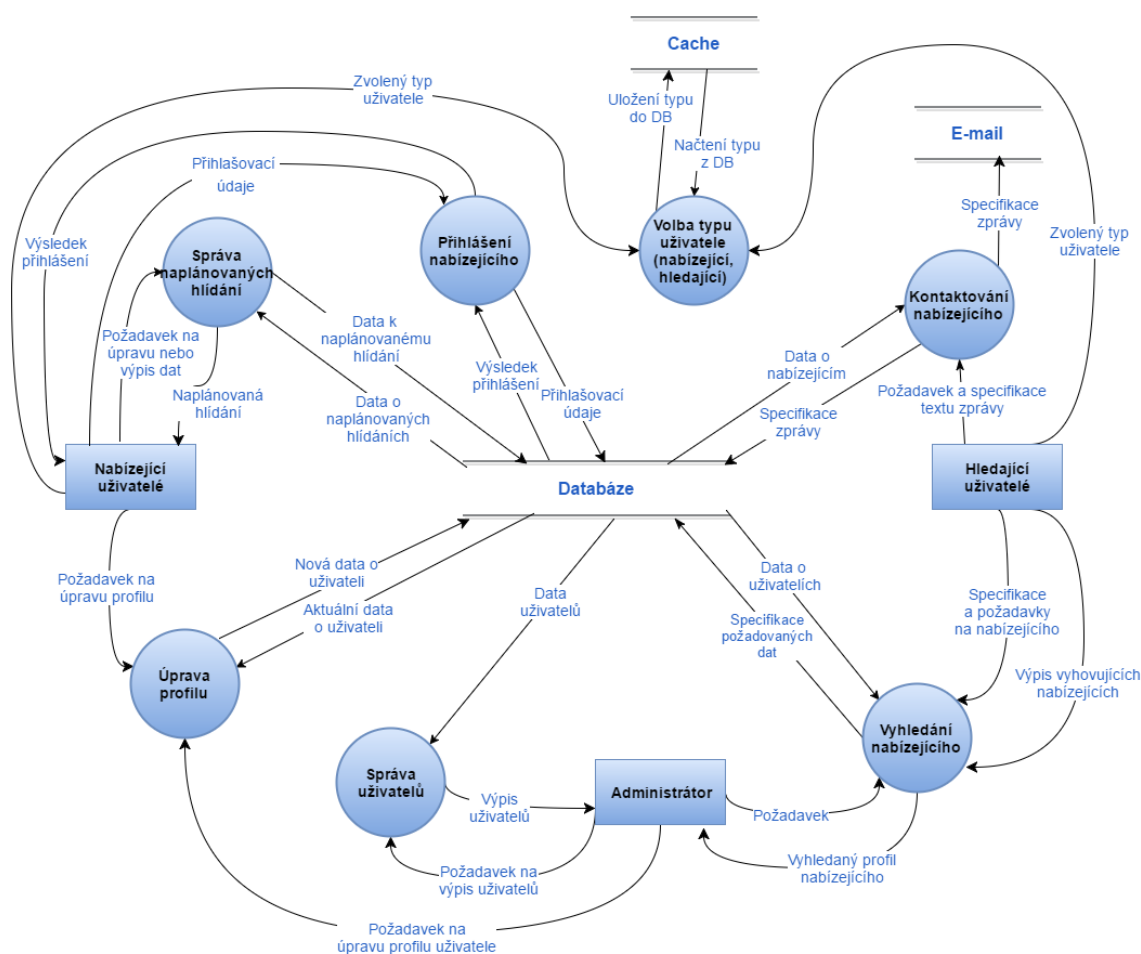 Cache
Zvolený typ
uživatele
Uložení typu
do DB
E-mail
Načtení typu
z DB
Přihlašovací
údaje
Specifikace
zprávy
Volba typu
uživatele
(nabízející,
hledající)
Zvolený typ
uživatele
Výsledek
přihlášení
Správa
naplánovaných
hlídání
Přihlášení
nabízejícího
Kontaktování
nabízejícího
Požadavek na
úpravu nebo
výpis dat
Data k
naplánovanému
hlídání
Výsledek
přihlášení
Data o
nabízejícím
Naplánovaná
hlídání
Přihlašovací
údaje
Požadavek a specifikace
textu zprávy
Data o
naplánovaných
hlídáních
Specifikace
zprávy
Nabízející
uživatelé
Databáze
Hledající
uživatelé
Nová data o
uživateli
Požadavek na
úpravu profilu
Aktuální data
o uživateli
Data
uživatelů
Data o
uživatelích
Specifikace
požadovaných
dat
Specifikace
a požadavky
na nabízejícího
Výpis vyhovujících
nabízejících
Úprava
profilu
Vyhledání
nabízejícího
Správa
uživatelů
Výpis
uživatelů
Administrátor
Požadavek
Požadavek na
výpis uživatelů
Vyhledaný profil
nabízejícího
Požadavek na
úpravu profilu uživatele